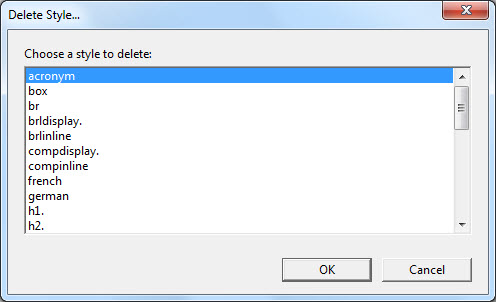 Delete Style...
Choose a style to delete:
acronym
box
br
brldisplay.
brlinline
compdisplay.
compinline
french
german
h1.
h2.
OK
Cancel